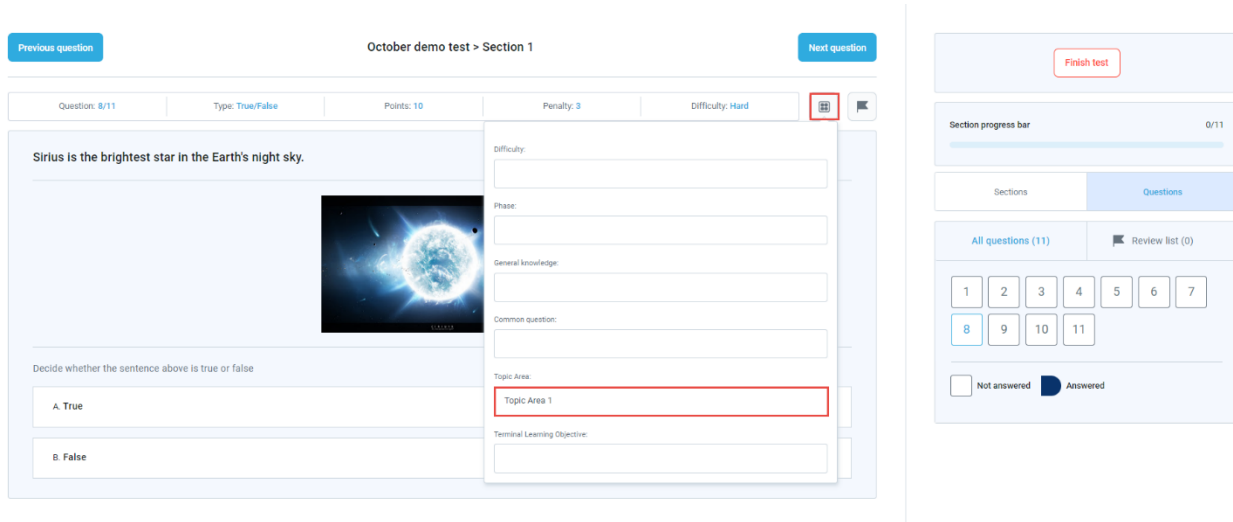 Previous question
October demo test > Section 1
Next question
Question: 8/11
Type: True/False
Points: 10
Penalty: 3
Difficulty: Hard
Sirius is the brightest star in the Earth's night sky.
Decide whether the sentence above is true or false
A. True
B. False
Difficulty:
Phase:
General knowledge:
Common question:
Topic Area:
Topic Area 1
Terminal Learning Objective:
Finish test
Section progress bar 0/11
Sections
Questions
All questions (11)
Review list (0)
1 2 3 4 5 6 7
8 9 10 11
Not answered
Answered